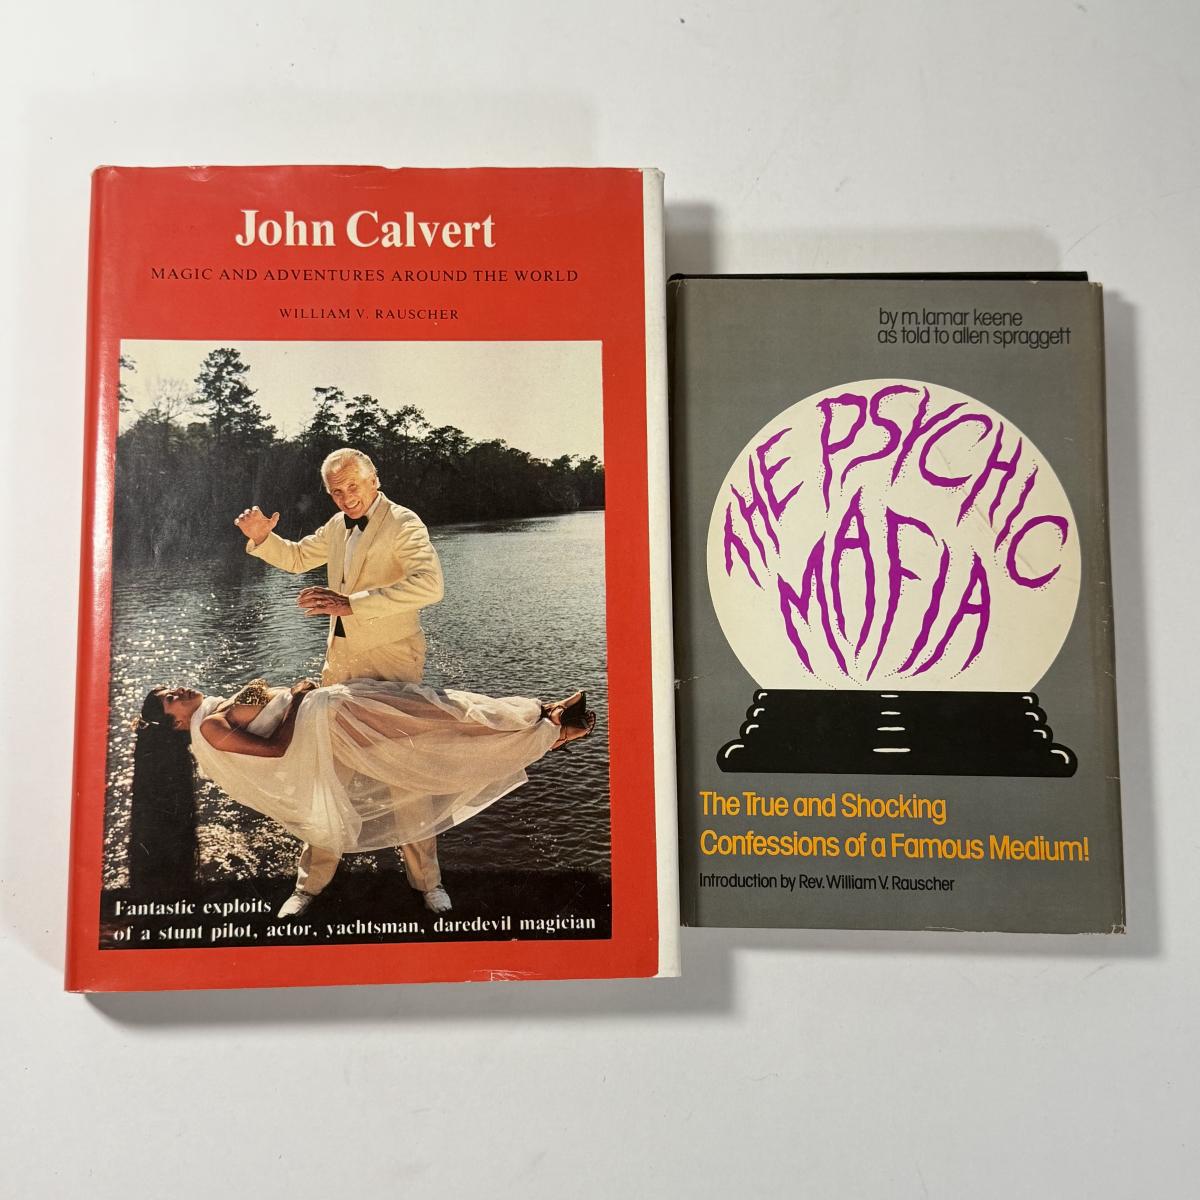 John Calvert
MAGIC AND ADVENTURES AROUND THE WORLD
WILLIAM V. RAUSCHER
Fantastic exploits
of a stunt pilot, actor, yachtsman, daredevil magician
by m. lamar keene
as told to allen spraggett
THE PSYCHIC
MAFIA
The True and Shocking
Confessions of a Famous Medium!
Introduction by Rev. William V. Rauscher